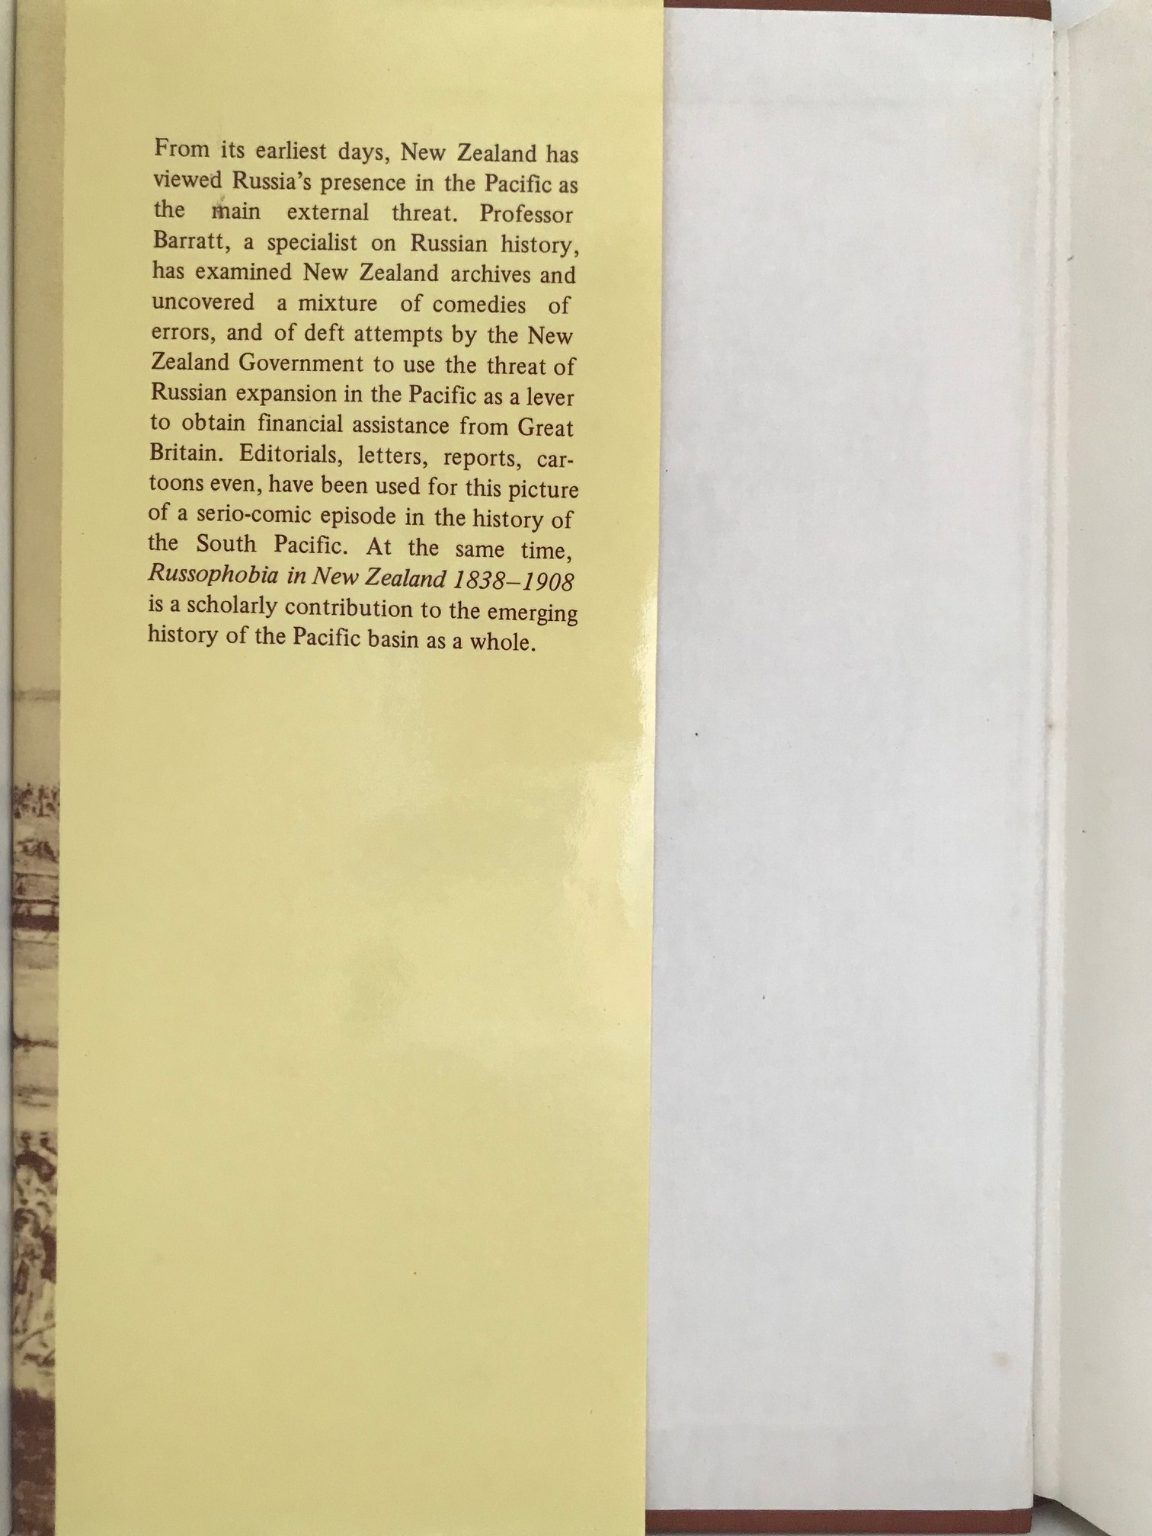 From its earliest days, New Zealand has
viewed Russia's presence in the Pacific as
the main external threat. Professor
Barratt, a specialist on Russian history,
has examined New Zealand archives and
uncovered a mixture of comedies of
errors, and of deft attempts by the New
Zealand Government to use the threat of
Russian expansion in the Pacific as a lever
to obtain financial assistance from Great
Britain. Editorials, letters, reports, car-
toons even, have been used for this picture
of a serio-comic episode in the history of
the South Pacific. At the same time,
Russophobia in New Zealand 1838–1908
is a scholarly contribution to the emerging
history of the Pacific basin as a whole.